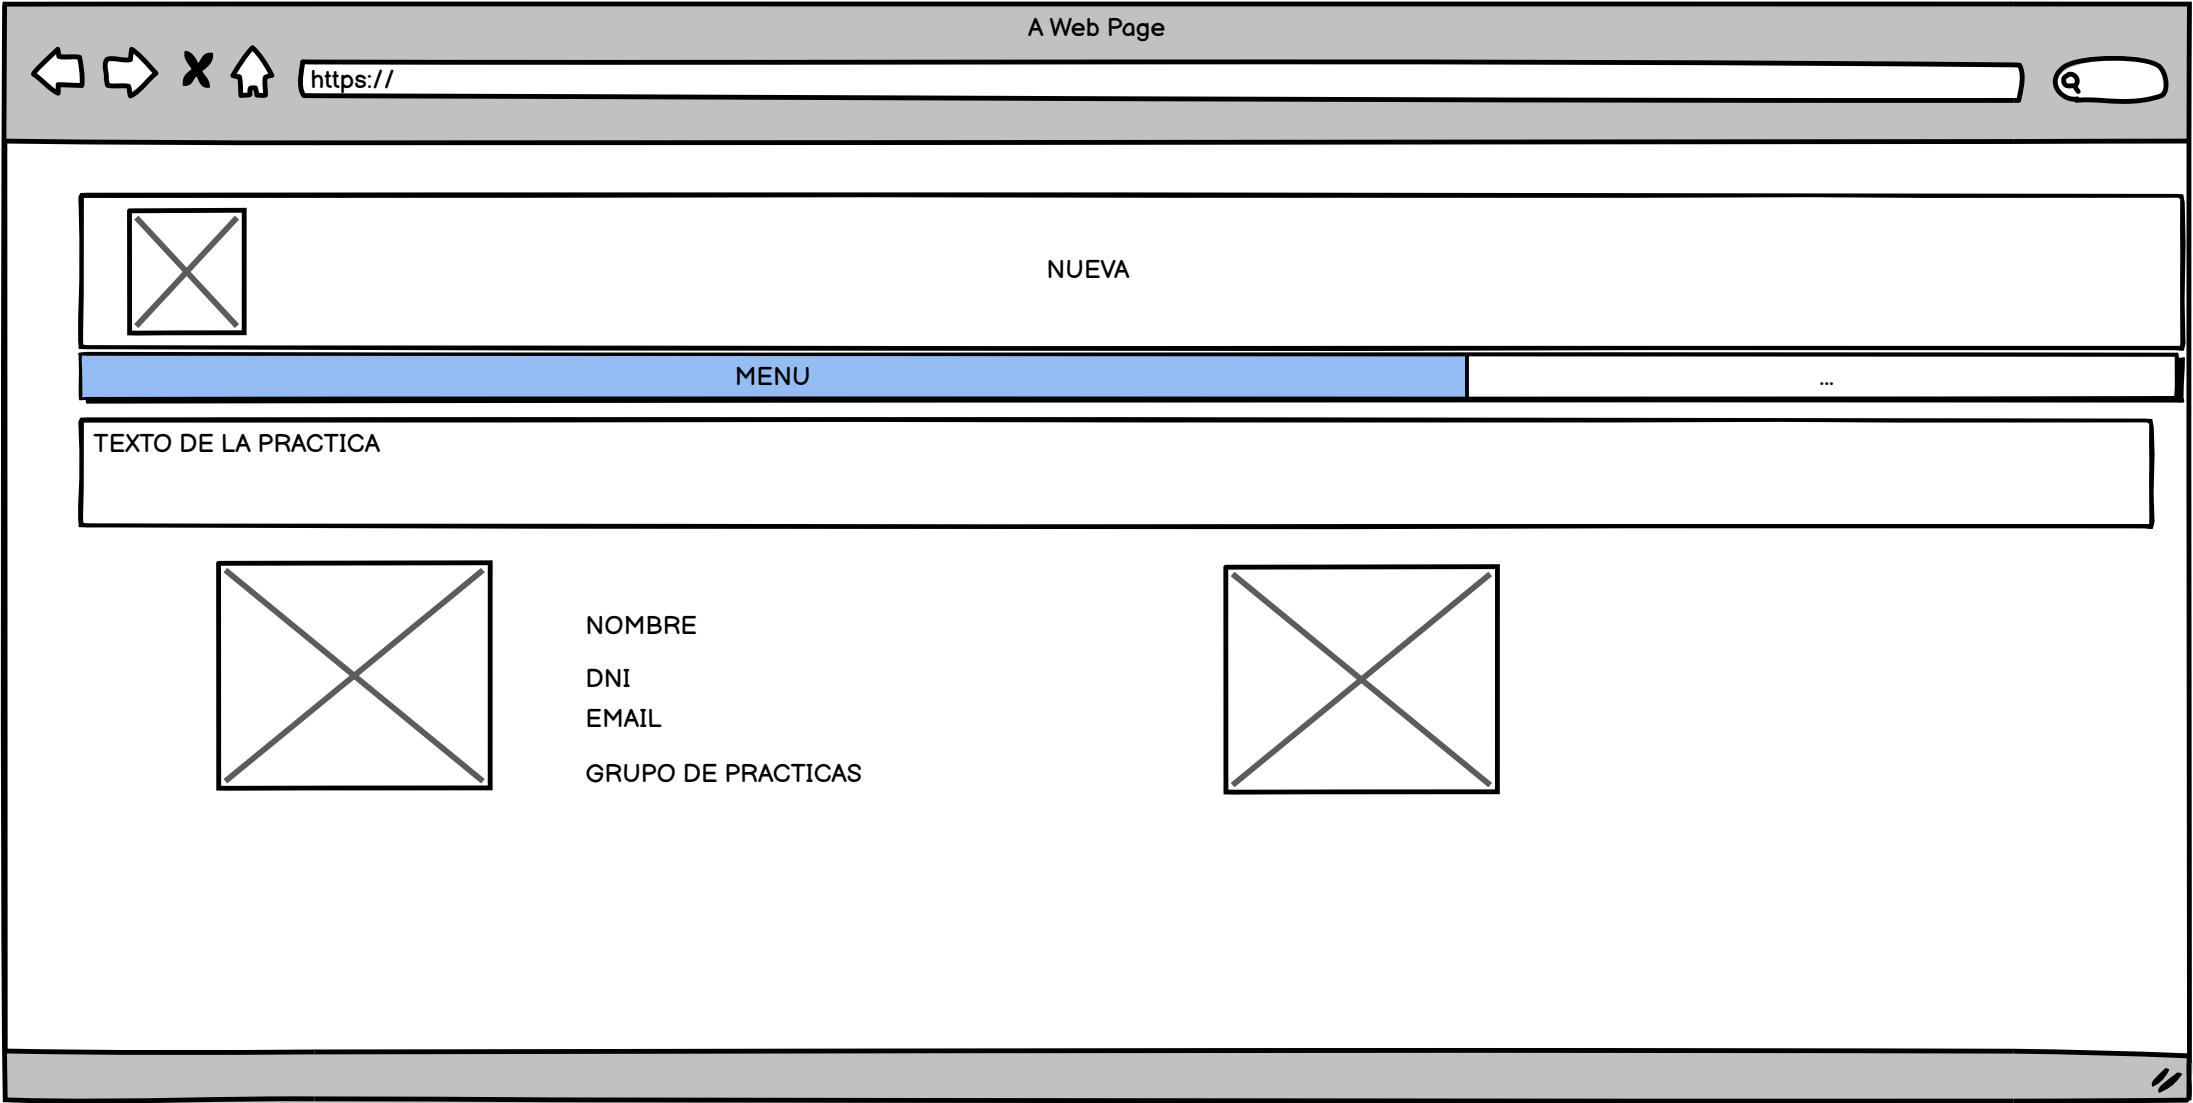 A Web Page
https://
NUEVA
MENU
...
TEXTO DE LA PRACTICA
NOMBRE
DNI
EMAIL
GRUPO DE PRACTICAS